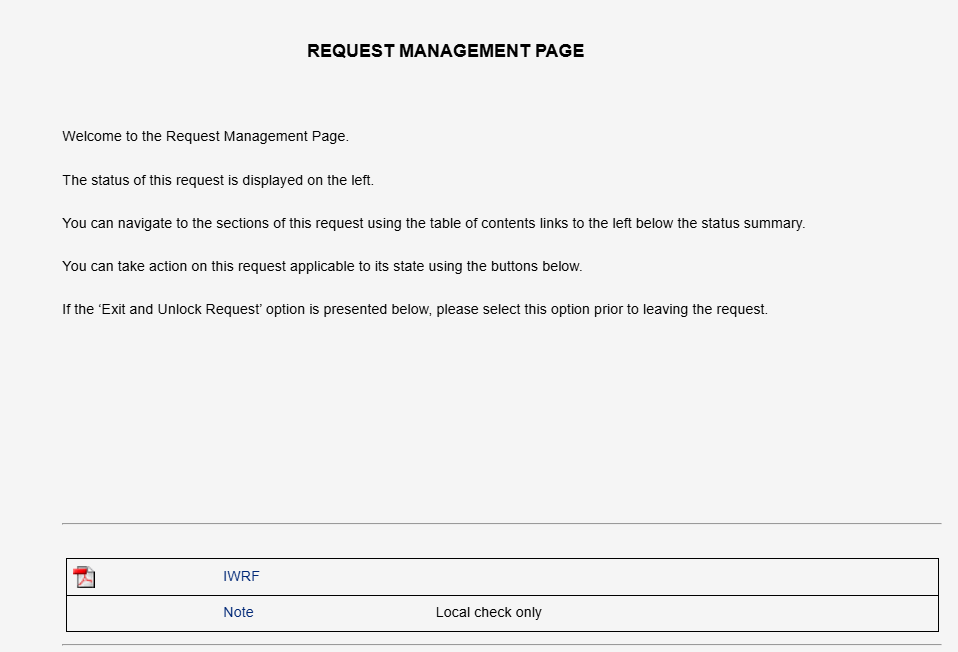 REQUEST MANAGEMENT PAGE
Welcome to the Request Management Page.
The status of this request is displayed on the left.
You can navigate to the sections of this request using the table of contents links to the left below the status summary.
You can take action on this request applicable to its state using the buttons below.
If the ‘Exit and Unlock Request’ option is presented below, please select this option prior to leaving the request.
IWRF
Note Local check only